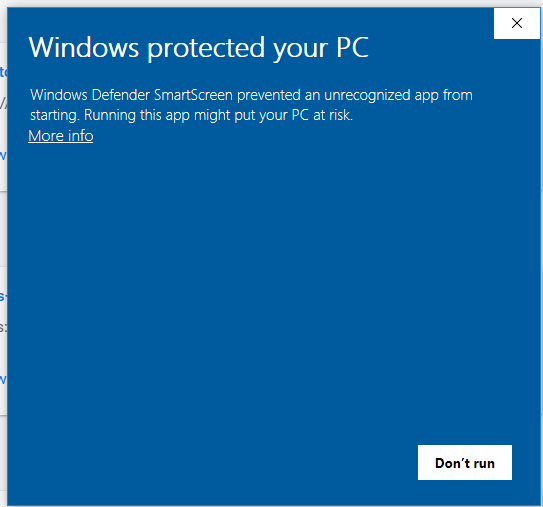 Windows protected your PC
Windows Defender SmartScreen prevented an unrecognized app from
starting. Running this app might put your PC at risk.
More info
Don't run